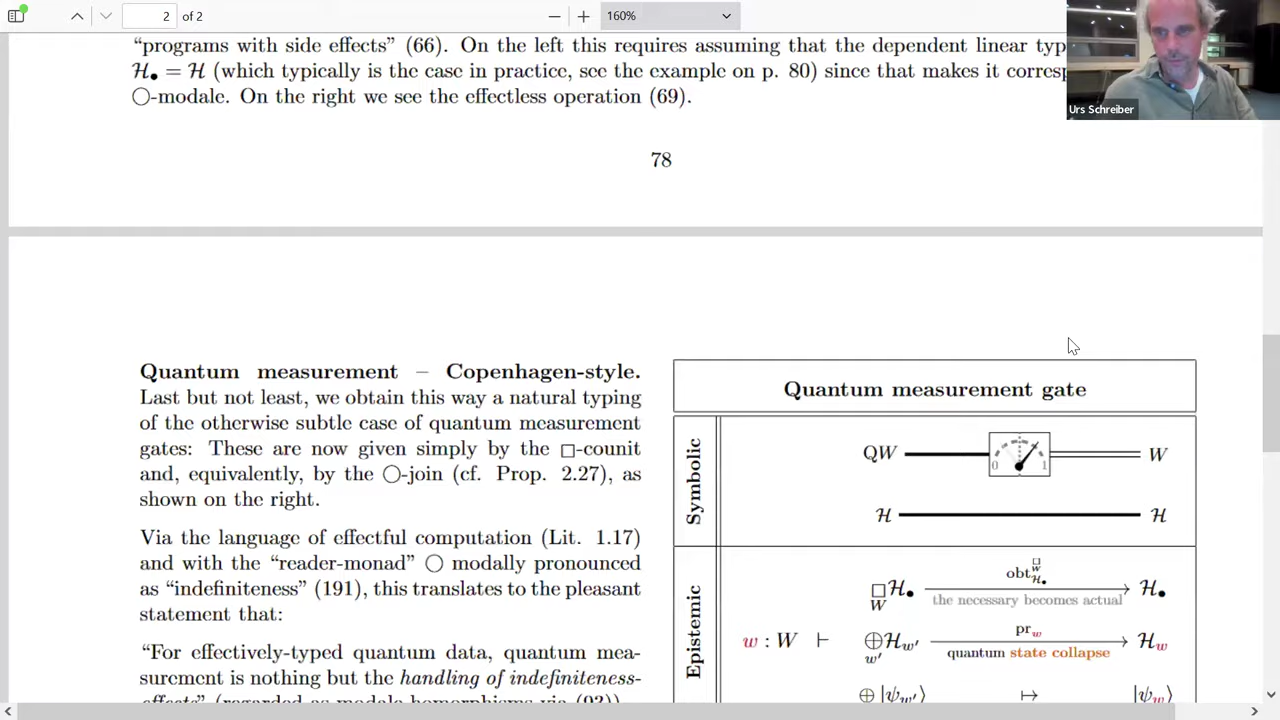 2 of 2
160%
"programs with side effects" (66). On the left this requires assuming that the dependent linear
ℋ• = ℋ (which typically is the case in practice, see the example on p. 80) since that makes it
○-modale. On the right we see the effectless operation (69).
Urs Schreiber
78
Quantum measurement – Copenhagen-style.
Last but not least, we obtain this way a natural typing
of the otherwise subtle case of quantum measurement
gates: These are now given simply by the □-counit
and, equivalently, by the ○-join (cf. Prop. 2.27), as
shown on the right.
Via the language of effectful computation (Lit. 1.17)
and with the "reader-monad" ○ modally pronounced
as "indefiniteness" (191), this translates to the pleasant
statement that:
"For effectively-typed quantum data, quantum mea-
surement is nothing but the handling of indefiniteness-
Quantum measurement gate
Symbolic
QW 0 1 W
ℋ ℋ
Epistemic
obt □W ℋ•
□W ℋ• the necessary becomes actual ℋ•
pr_w
w : W ⊢ ⊕_w' ℋ_w' → ℋ_w
quantum state collapse
⊕ |ψ_w'⟩ ↦ |ψ_w⟩